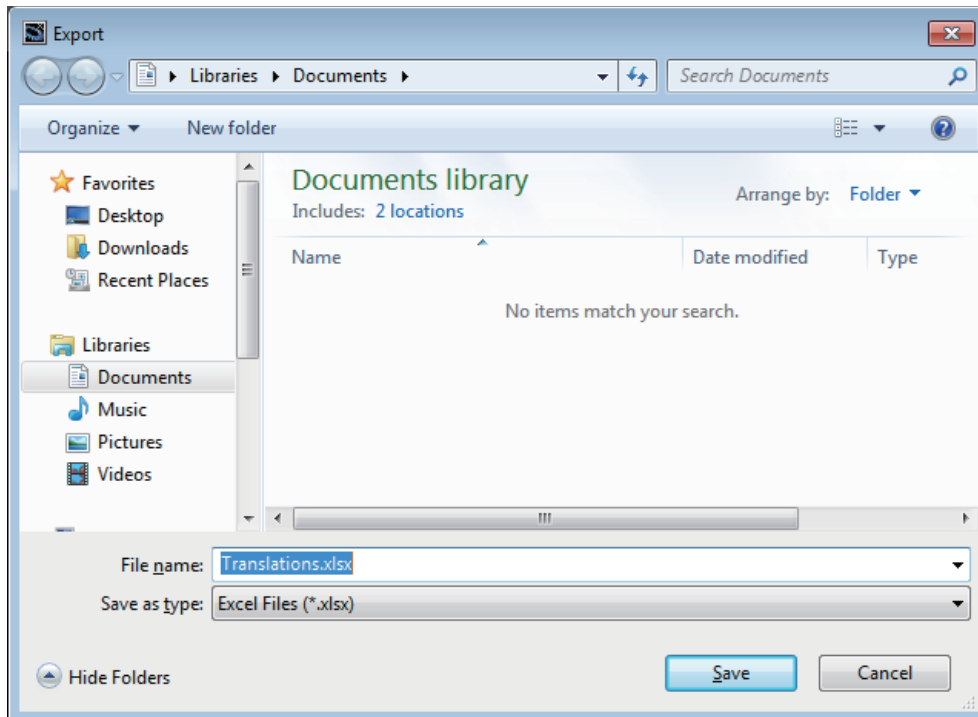 Export
Libraries Documents Search Documents
Organize New folder
Favorites
Desktop
Downloads
Recent Places
Libraries
Documents
Music
Pictures
Videos
Documents library
Includes: 2 locations
Arrange by: Folder
Name Date modified Type
No items match your search.
File name: Translations.xlsx
Save as type: Excel Files (*.xlsx)
Hide Folders Save Cancel